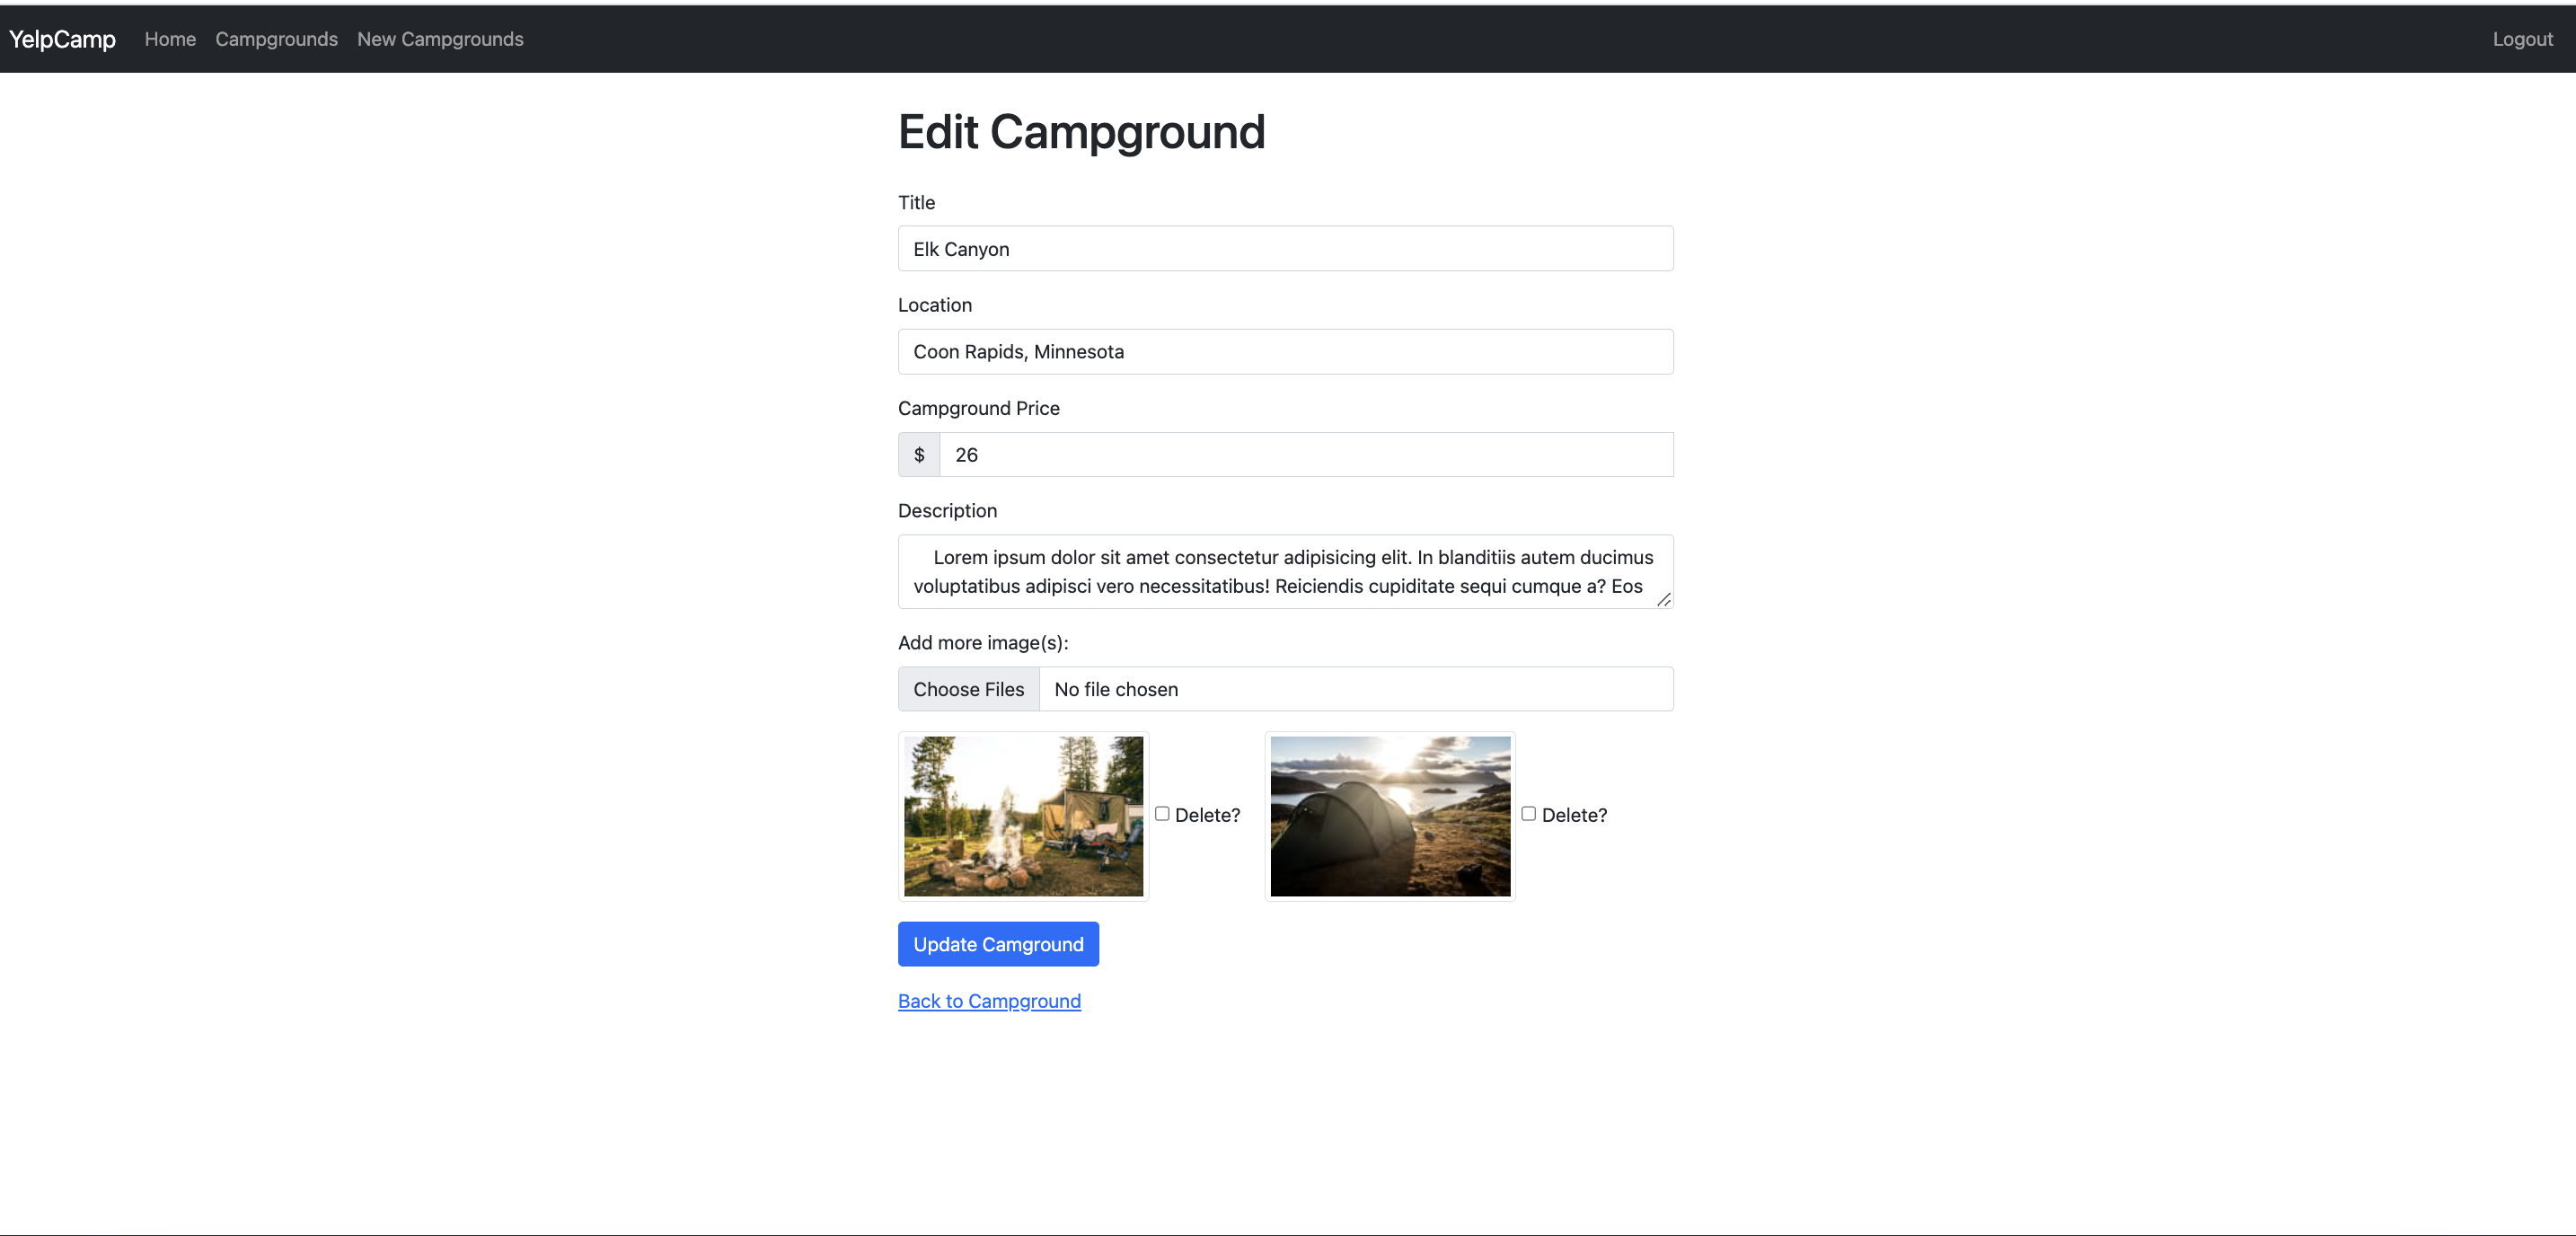 YelpCamp Home Campgrounds New Campgrounds Logout
Edit Campground
Title
Elk Canyon
Location
Coon Rapids, Minnesota
Campground Price
$ 26
Description
Lorem ipsum dolor sit amet consectetur adipisicing elit. In blanditiis autem ducimus
voluptatibus adipisci vero necessitatibus! Reiciendis cupiditate sequi cumque a? Eos
Add more image(s):
Choose Files No file chosen
Delete? Delete?
Update Camground
Back to Campground